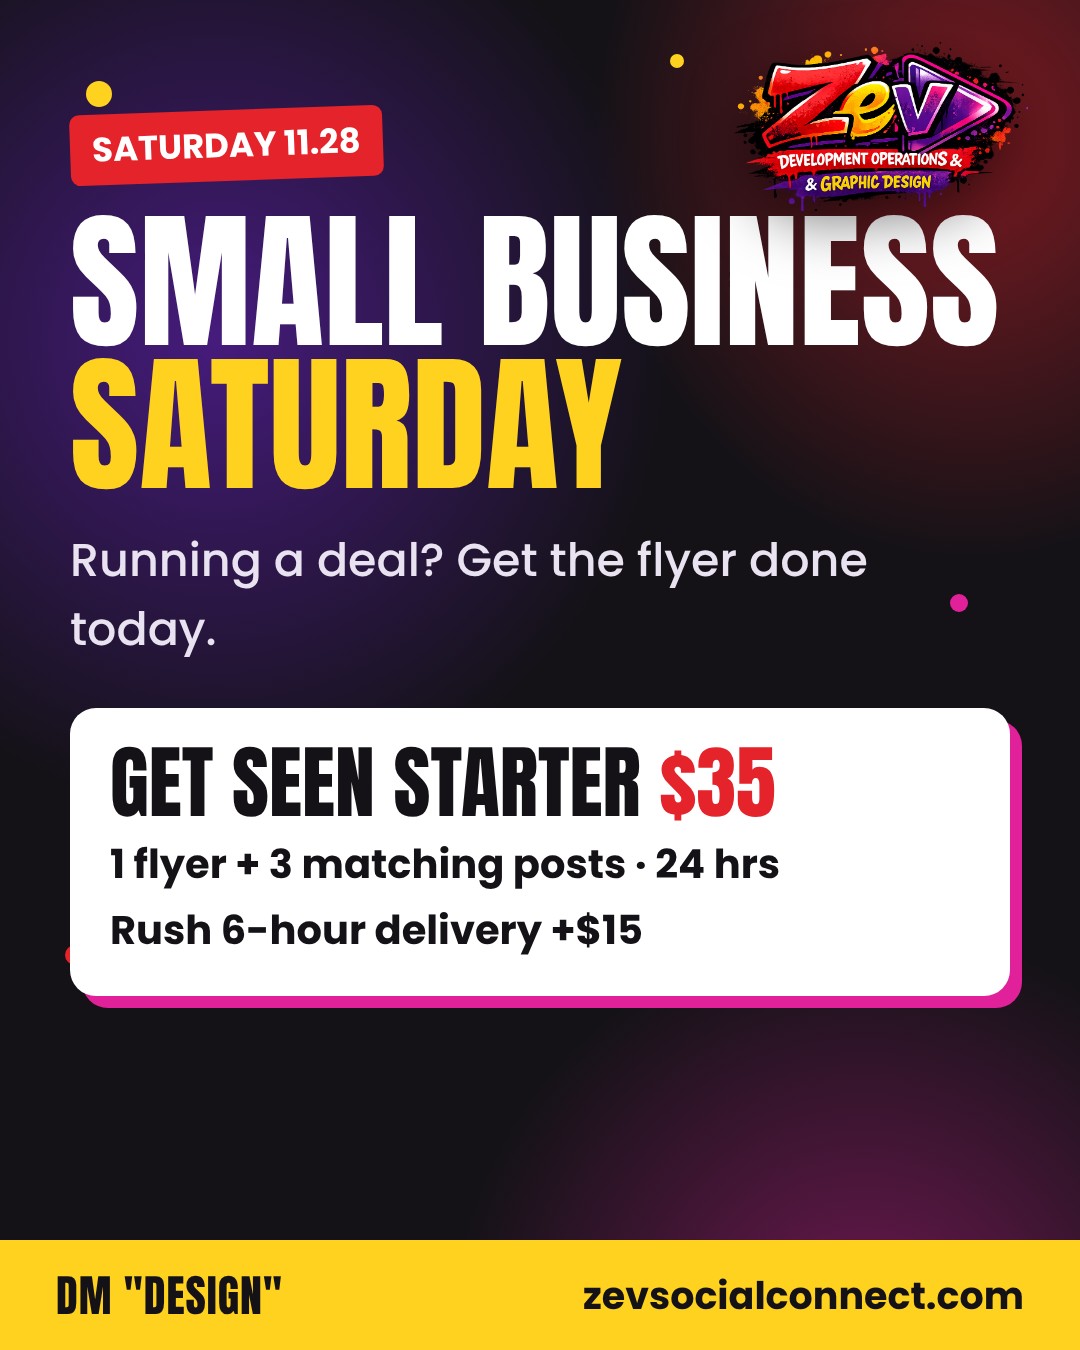 SATURDAY 11.28
Zev
DEVELOPMENT OPERATIONS &
& GRAPHIC DESIGN
SMALL BUSINESS
SATURDAY
Running a deal? Get the flyer done
today.
GET SEEN STARTER $35
1 flyer + 3 matching posts · 24 hrs
Rush 6-hour delivery +$15
DM "DESIGN"
zevsocialconnect.com